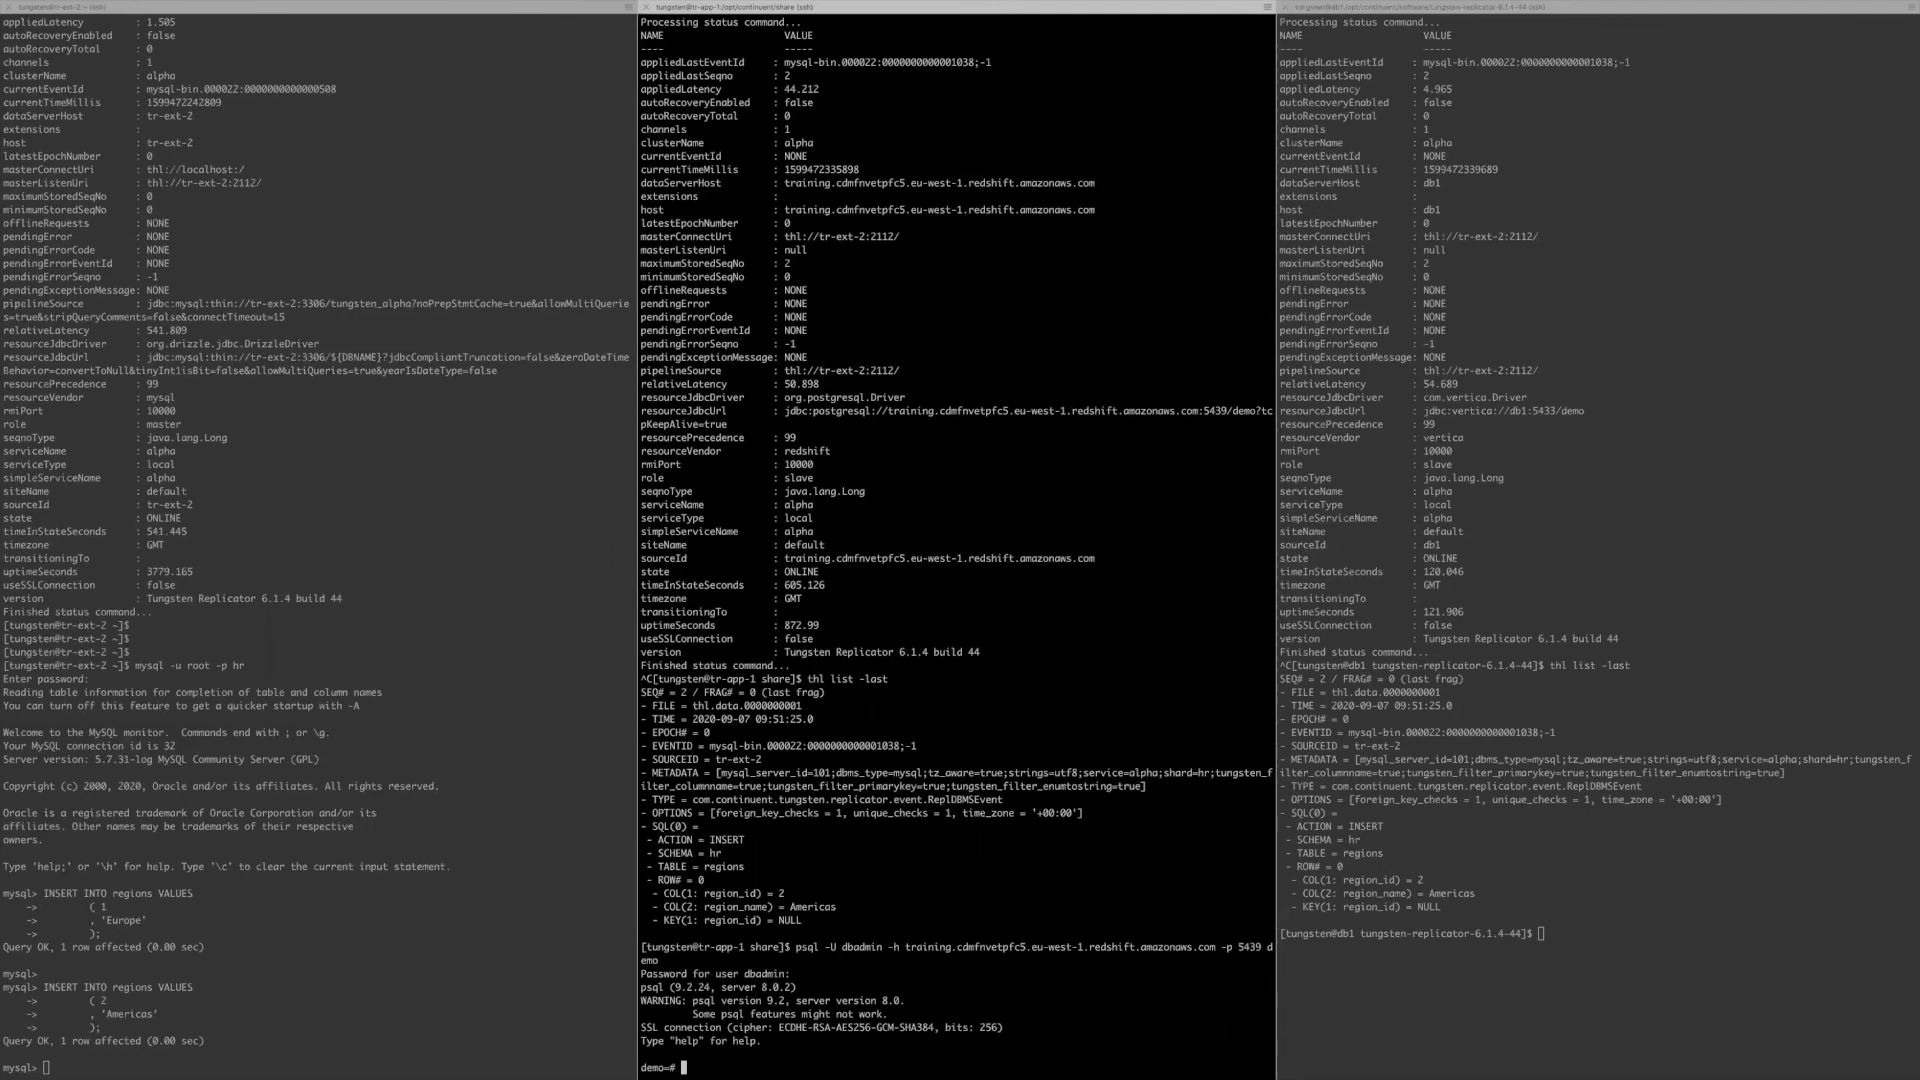 tungsten@tr-ext-2:~ (ssh)
appliedLatency : 1.505
autoRecoveryEnabled : false
autoRecoveryTotal : 0
channels : 1
clusterName : alpha
currentEventId : mysql-bin.000022:0000000000000508
currentTimeMillis : 1599472242809
dataServerHost : tr-ext-2
extensions :
host : tr-ext-2
latestEpochNumber : 0
masterConnectUri : thl://localhost:/
masterListenUri : thl://tr-ext-2:2112/
maximumStoredSeqNo : 0
minimumStoredSeqNo : 0
offlineRequests : NONE
pendingError : NONE
pendingErrorCode : NONE
pendingErrorEventId : NONE
pendingErrorSeqno : -1
pendingExceptionMessage: NONE
pipelineSource : jdbc:mysql:thin://tr-ext-2:3306/tungsten_alpha?noPrepStmtCache=true&allowMultiQuerie
s=true&stripQueryComments=false&connectTimeout=15
relativeLatency : 541.809
resourceJdbcDriver : org.drizzle.jdbc.DrizzleDriver
resourceJdbcUrl : jdbc:mysql:thin://tr-ext-2:3306/${DBNAME}?jdbcCompliantTruncation=false&zeroDateTime
Behavior=convertToNull&tinyInt1isBit=false&allowMultiQueries=true&yearIsDateType=false
resourcePrecedence : 99
resourceVendor : mysql
rmiPort : 10000
role : master
seqnoType : java.lang.Long
serviceName : alpha
serviceType : local
simpleServiceName : alpha
siteName : default
sourceId : tr-ext-2
state : ONLINE
timeInStateSeconds : 541.445
timezone : GMT
transitioningTo :
uptimeSeconds : 3779.165
useSSLConnection : false
version : Tungsten Replicator 6.1.4 build 44
Finished status command...
[tungsten@tr-ext-2 ~]$
[tungsten@tr-ext-2 ~]$
[tungsten@tr-ext-2 ~]$
[tungsten@tr-ext-2 ~]$ mysql -u root -p hr
Enter password:
Reading table information for completion of table and column names
You can turn off this feature to get a quicker startup with -A
Welcome to the MySQL monitor.  Commands end with ; or \g.
Your MySQL connection id is 32
Server version: 5.7.31-log MySQL Community Server (GPL)
Copyright (c) 2000, 2020, Oracle and/or its affiliates. All rights reserved.
Oracle is a registered trademark of Oracle Corporation and/or its
affiliates. Other names may be trademarks of their respective
owners.
Type 'help;' or '\h' for help. Type '\c' to clear the current input statement.
mysql> INSERT INTO regions VALUES
-> ( 1
-> , 'Europe'
-> );
Query OK, 1 row affected (0.00 sec)
mysql>
mysql> INSERT INTO regions VALUES
-> ( 2
-> , 'Americas'
-> );
Query OK, 1 row affected (0.00 sec)
mysql>
tungsten@tr-app-1:/opt/continuent/share (ssh)
Processing status command...
NAME VALUE
---- -----
appliedLastEventId : mysql-bin.000022:0000000000001038;-1
appliedLastSeqno : 2
appliedLatency : 44.212
autoRecoveryEnabled : false
autoRecoveryTotal : 0
channels : 1
clusterName : alpha
currentEventId : NONE
currentTimeMillis : 1599472335898
dataServerHost : training.cdmfnvetpfc5.eu-west-1.redshift.amazonaws.com
extensions :
host : training.cdmfnvetpfc5.eu-west-1.redshift.amazonaws.com
latestEpochNumber : 0
masterConnectUri : thl://tr-ext-2:2112/
masterListenUri : null
maximumStoredSeqNo : 2
minimumStoredSeqNo : 0
offlineRequests : NONE
pendingError : NONE
pendingErrorCode : NONE
pendingErrorEventId : NONE
pendingErrorSeqno : -1
pendingExceptionMessage: NONE
pipelineSource : thl://tr-ext-2:2112/
relativeLatency : 50.898
resourceJdbcDriver : org.postgresql.Driver
resourceJdbcUrl : jdbc:postgresql://training.cdmfnvetpfc5.eu-west-1.redshift.amazonaws.com:5439/demo?tc
pKeepAlive=true
resourcePrecedence : 99
resourceVendor : redshift
rmiPort : 10000
role : slave
seqnoType : java.lang.Long
serviceName : alpha
serviceType : local
simpleServiceName : alpha
siteName : default
sourceId : training.cdmfnvetpfc5.eu-west-1.redshift.amazonaws.com
state : ONLINE
timeInStateSeconds : 605.126
timezone : GMT
transitioningTo :
uptimeSeconds : 872.99
useSSLConnection : false
version : Tungsten Replicator 6.1.4 build 44
Finished status command...
^C[tungsten@tr-app-1 share]$ thl list -last
SEQ# = 2 / FRAG# = 0 (last frag)
- FILE = thl.data.0000000001
- TIME = 2020-09-07 09:51:25.0
- EPOCH# = 0
- EVENTID = mysql-bin.000022:0000000000001038;-1
- SOURCEID = tr-ext-2
- METADATA = [mysql_server_id=101;dbms_type=mysql;tz_aware=true;strings=utf8;service=alpha;shard=hr;tungsten_f
ilter_columnname=true;tungsten_filter_primarykey=true;tungsten_filter_enumtostring=true]
- TYPE = com.continuent.tungsten.replicator.event.ReplDBMSEvent
- OPTIONS = [foreign_key_checks = 1, unique_checks = 1, time_zone = '+00:00']
- SQL(0) =
- ACTION = INSERT
- SCHEMA = hr
- TABLE = regions
- ROW# = 0
- COL(1: region_id) = 2
- COL(2: region_name) = Americas
- KEY(1: region_id) = NULL
[tungsten@tr-app-1 share]$ psql -U dbadmin -h training.cdmfnvetpfc5.eu-west-1.redshift.amazonaws.com -p 5439 d
emo
Password for user dbadmin:
psql (9.2.24, server 8.0.2)
WARNING: psql version 9.2, server version 8.0.
Some psql features might not work.
SSL connection (cipher: ECDHE-RSA-AES256-GCM-SHA384, bits: 256)
Type "help" for help.
demo=#
tungsten@db1:/opt/continuent/software/tungsten-replicator-6.1.4-44 (ssh)
Processing status command...
NAME VALUE
---- -----
appliedLastEventId : mysql-bin.000022:0000000000001038;-1
appliedLastSeqno : 2
appliedLatency : 4.965
autoRecoveryEnabled : false
autoRecoveryTotal : 0
channels : 1
clusterName : alpha
currentEventId : NONE
currentTimeMillis : 1599472339689
dataServerHost : db1
extensions :
host : db1
latestEpochNumber : 0
masterConnectUri : thl://tr-ext-2:2112/
masterListenUri : null
maximumStoredSeqNo : 2
minimumStoredSeqNo : 0
offlineRequests : NONE
pendingError : NONE
pendingErrorCode : NONE
pendingErrorEventId : NONE
pendingErrorSeqno : -1
pendingExceptionMessage: NONE
pipelineSource : thl://tr-ext-2:2112/
relativeLatency : 54.689
resourceJdbcDriver : com.vertica.Driver
resourceJdbcUrl : jdbc:vertica://db1:5433/demo
resourcePrecedence : 99
resourceVendor : vertica
rmiPort : 10000
role : slave
seqnoType : java.lang.Long
serviceName : alpha
serviceType : local
simpleServiceName : alpha
siteName : default
sourceId : db1
state : ONLINE
timeInStateSeconds : 120.046
timezone : GMT
transitioningTo :
uptimeSeconds : 121.906
useSSLConnection : false
version : Tungsten Replicator 6.1.4 build 44
Finished status command...
^C[tungsten@db1 tungsten-replicator-6.1.4-44]$ thl list -last
SEQ# = 2 / FRAG# = 0 (last frag)
- FILE = thl.data.0000000001
- TIME = 2020-09-07 09:51:25.0
- EPOCH# = 0
- EVENTID = mysql-bin.000022:0000000000001038;-1
- SOURCEID = tr-ext-2
- METADATA = [mysql_server_id=101;dbms_type=mysql;tz_aware=true;strings=utf8;service=alpha;shard=hr;tungsten_f
ilter_columnname=true;tungsten_filter_primarykey=true;tungsten_filter_enumtostring=true]
- TYPE = com.continuent.tungsten.replicator.event.ReplDBMSEvent
- OPTIONS = [foreign_key_checks = 1, unique_checks = 1, time_zone = '+00:00']
- SQL(0) =
- ACTION = INSERT
- SCHEMA = hr
- TABLE = regions
- ROW# = 0
- COL(1: region_id) = 2
- COL(2: region_name) = Americas
- KEY(1: region_id) = NULL
[tungsten@db1 tungsten-replicator-6.1.4-44]$